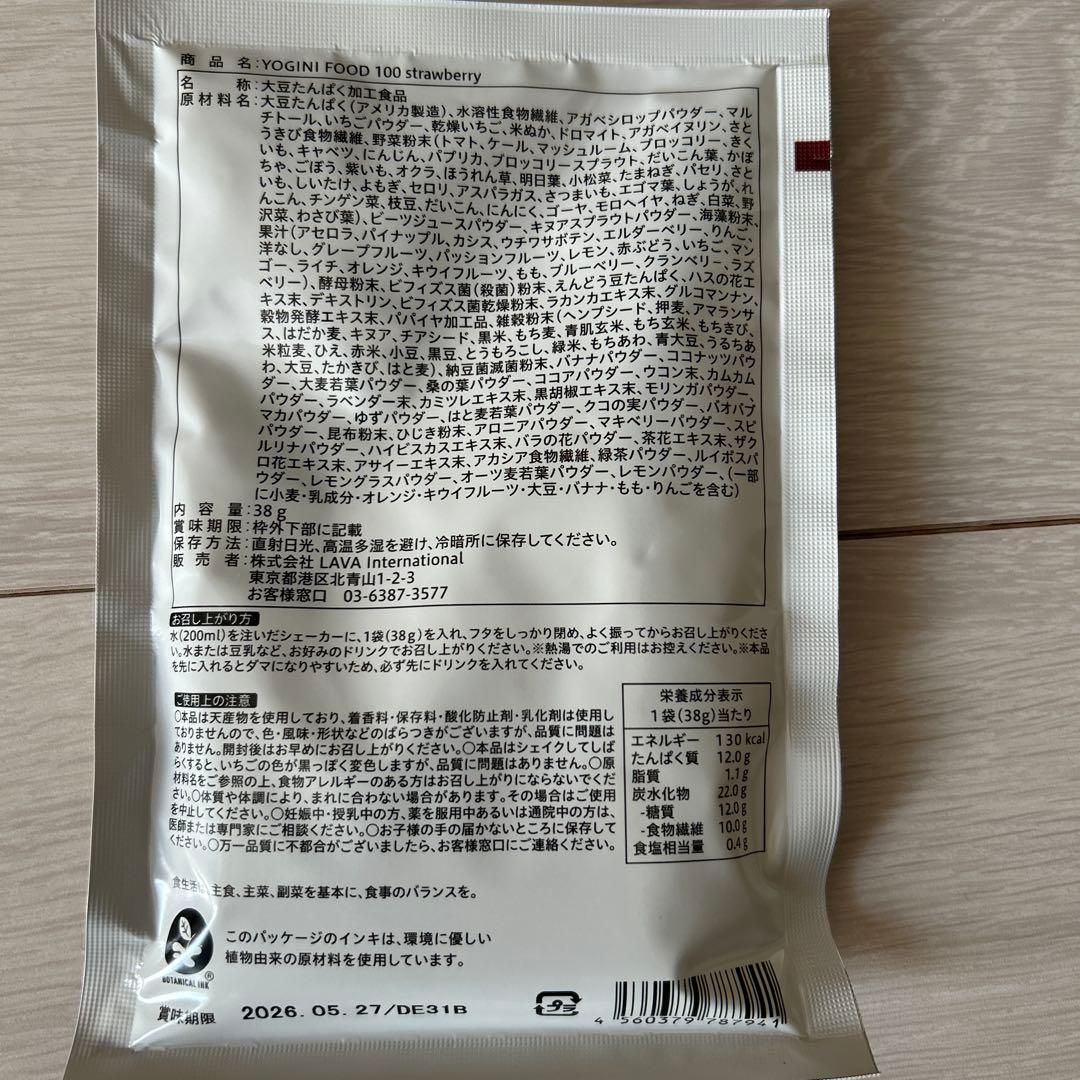 商品名:YOGINI FOOD 100 strawberry
名称:大豆たんぱく加工食品
原材料名:大豆たんぱく(アメリカ製造)、水溶性食物繊維、アガベシロップパウダー、マル
チトール、いちごパウダー、乾燥いちご、米ぬか、ドロマイト、アガベイヌリン、さと
うきび食物繊維、野菜粉末(トマト、ケール、マッシュルーム、ブロッコリー、きく
いも、キャベツ、にんじん、パプリカ、ブロッコリースプラウト、だいこん葉、かぼ
ちゃ、ごぼう、紫いも、オクラ、ほうれん草、明日葉、小松菜、たまねぎ、パセリ、さと
いも、しいたけ、よもぎ、セロリ、アスパラガス、さつまいも、エゴマ葉、しょうが、れ
んこん、チンゲン菜、枝豆、だいこん、にんにく、ゴーヤ、モロヘイヤ、ねぎ、白菜、野
沢菜、わさび葉)、ビーツジュースパウダー、キヌアスプラウトパウダー、海藻粉末、
果汁(アセロラ、パイナップル、カシス、ウチワサボテン、エルダーベリー、りんご、
洋なし、グレープフルーツ、パッションフルーツ、レモン、赤ぶどう、いちご、マン
ゴー、ライチ、オレンジ、キウイフルーツ、もも、ブルーベリー、クランベリー、ラズ
ベリー)、酵母粉末、ビフィズス菌(殺菌)粉末、えんどう豆たんぱく、ハスの花エ
キス末、デキストリン、ビフィズス菌乾燥粉末、ラカンカエキス末、グルコマンナン、
穀物発酵エキス末、パパイヤ加工品、雑穀粉末(ヘンプシード、押麦、アマランサ
ス、はだか麦、キヌア、チアシード、黒米、もち麦、青肌玄米、もち玄米、もちきび、
米粒麦、ひえ、赤米、小豆、黒豆、とうもろこし、緑米、もちあわ、青大豆、うるちあ
わ、大豆、たかきび、はと麦)、納豆菌滅菌粉末、バナナパウダー、ココナッツパウ
ダー、大麦若葉パウダー、桑の葉パウダー、ココアパウダー、ウコン末、カムカム
パウダー、ラベンダー末、カミツレエキス末、黒胡椒エキス末、モリンガパウダー、
マカパウダー、ゆずパウダー、はと麦若葉パウダー、クコの実パウダー、バオバブ
パウダー、昆布粉末、ひじき粉末、アロニアパウダー、マキベリーパウダー、スピ
ルリナパウダー、ハイビスカスエキス末、バラの花パウダー、茶花エキス末、ザク
ロ花エキス末、アサイーエキス末、アカシア食物繊維、緑茶パウダー、ルイボスパ
ウダー、レモングラスパウダー、オーツ麦若葉パウダー、レモンパウダー、(一部
に小麦・乳成分・オレンジ・キウイフルーツ・大豆・バナナ・もも・りんごを含む)
内容量:38g
賞味期限:枠外下部に記載
保存方法:直射日光、高温多湿を避け、冷暗所に保存してください。
販売者:株式会社 LAVA International
東京都港区北青山1-2-3
お客様窓口 03-6387-3577
お召し上がり方
水(200ml)を注いだシェーカーに、1袋(38g)を入れ、フタをしっかり閉め、よく振ってからお召し上がりくださ
い。水または豆乳など、お好みのドリンクでお召し上がりください。※熱湯でのご利用はお控えください。※本品
を先に入れるとダマになりやすいため、必ず先にドリンクを入れてください。
ご使用上の注意
○本品は天産物を使用しており、着香料・保存料・酸化防止剤・乳化剤は使用し
ておりませんので、色・風味・形状などのばらつきがございますが、品質に問題は
ありません。開封後はお早めにお召し上がりください。○本品はシェイクしてしば
らくすると、いちごの色が黒っぽく変色しますが、品質に問題はありません。○原
材料名をご参照の上、食物アレルギーのある方はお召し上がりにならないでくだ
さい。○体質や体調により、まれに合わない場合があります。その場合はご使用
を中止してください。○妊娠中・授乳中の方、薬を服用中あるいは通院中の方は、
医師または専門家にご相談ください。○お子様の手の届かないところに保存して
ください。○万一品質に不都合がございましたら、お客様窓口にご連絡ください。
栄養成分表示
1袋(38g)当たり
エネルギー 130kcal
たんぱく質 12.0g
脂質 1.1g
炭水化物 22.0g
-糖質 12.0g
-食物繊維 10.0g
食塩相当量 0.4g
食生活は、主食、主菜、副菜を基本に、食事のバランスを。
このパッケージのインキは、環境に優しい
植物由来の原材料を使用しています。
BOTANICAL INK®
賞味期限 2026.05.27/DE31B
プラ
4 560379 787941